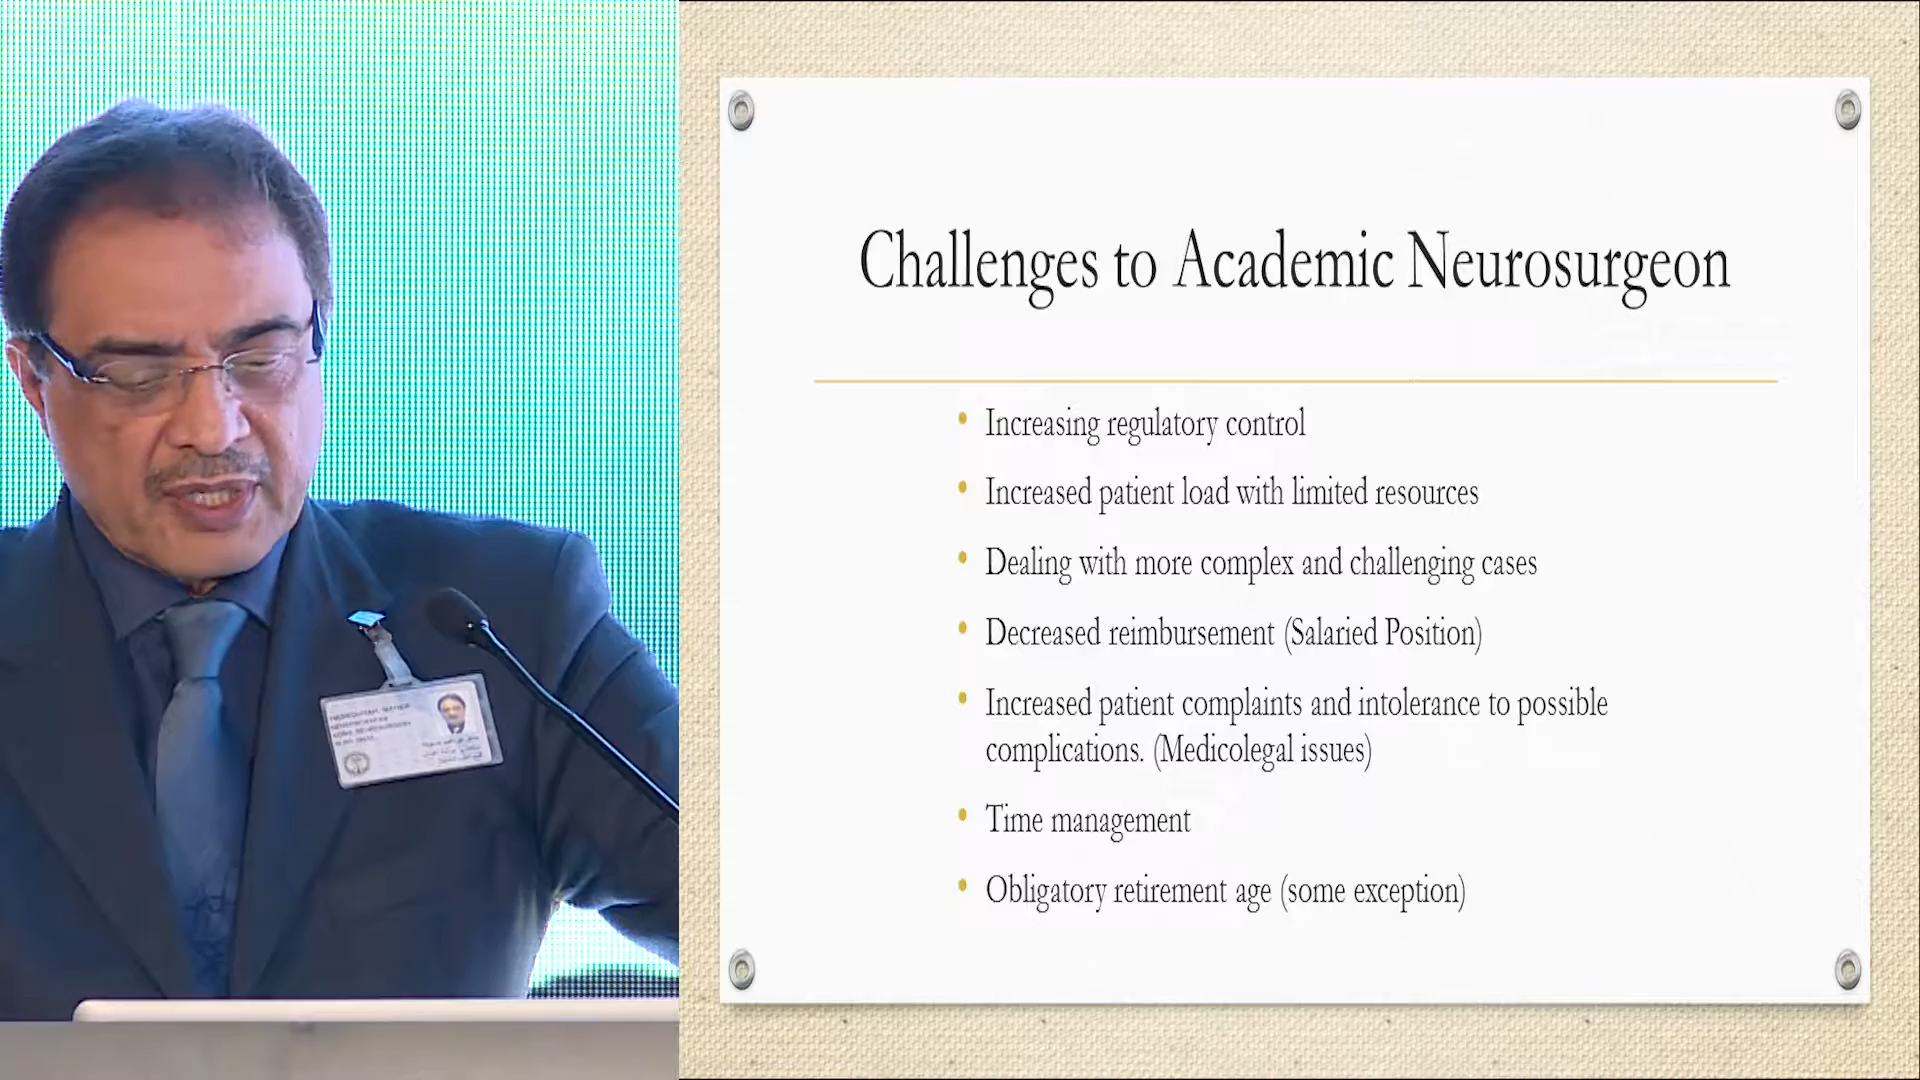 Challenges to Academic Neurosurgeon
• Increasing regulatory control
• Increased patient load with limited resources
• Dealing with more complex and challenging cases
• Decreased reimbursement (Salaried Position)
• Increased patient complaints and intolerance to possible
complications. (Medicolegal issues)
• Time management
• Obligatory retirement age (some exception)